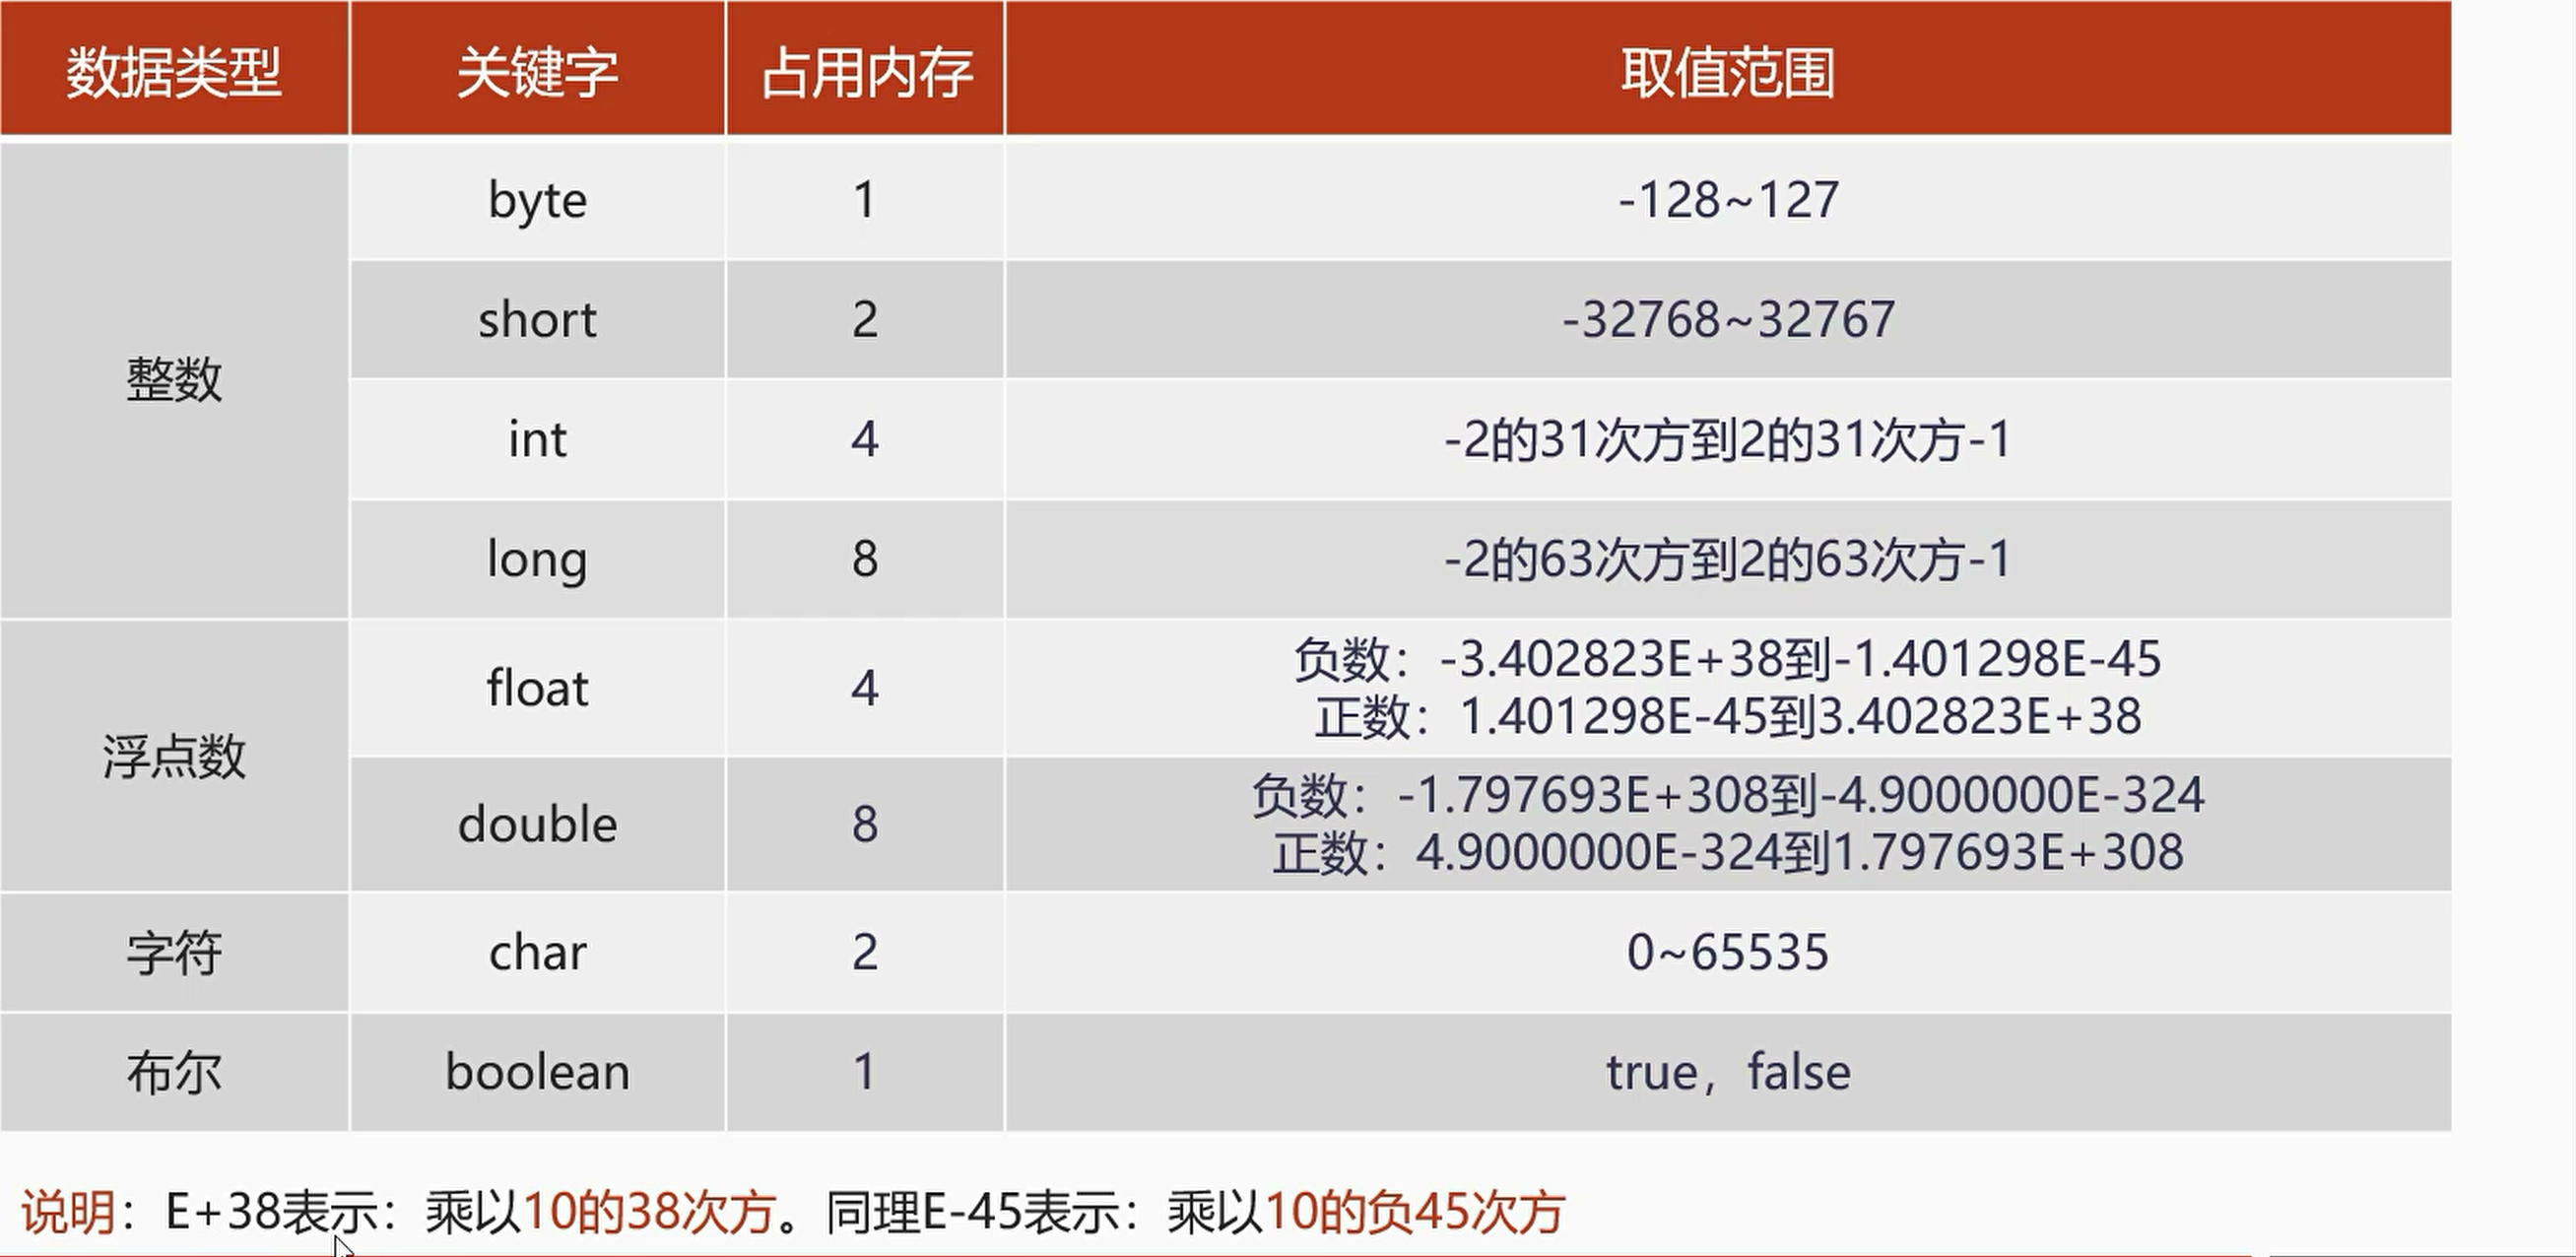 数据类型 关键字 占用内存 取值范围
整数
byte 1 -128~127
short 2 -32768~32767
int 4 -2的31次方到2的31次方-1
long 8 -2的63次方到2的63次方-1
浮点数
float 4 负数：-3.402823E+38到-1.401298E-45
正数：1.401298E-45到3.402823E+38
double 8 负数：-1.797693E+308到-4.9000000E-324
正数：4.9000000E-324到1.797693E+308
字符 char 2 0~65535
布尔 boolean 1 true，false
说明：E+38表示：乘以10的38次方。同理E-45表示：乘以10的负45次方